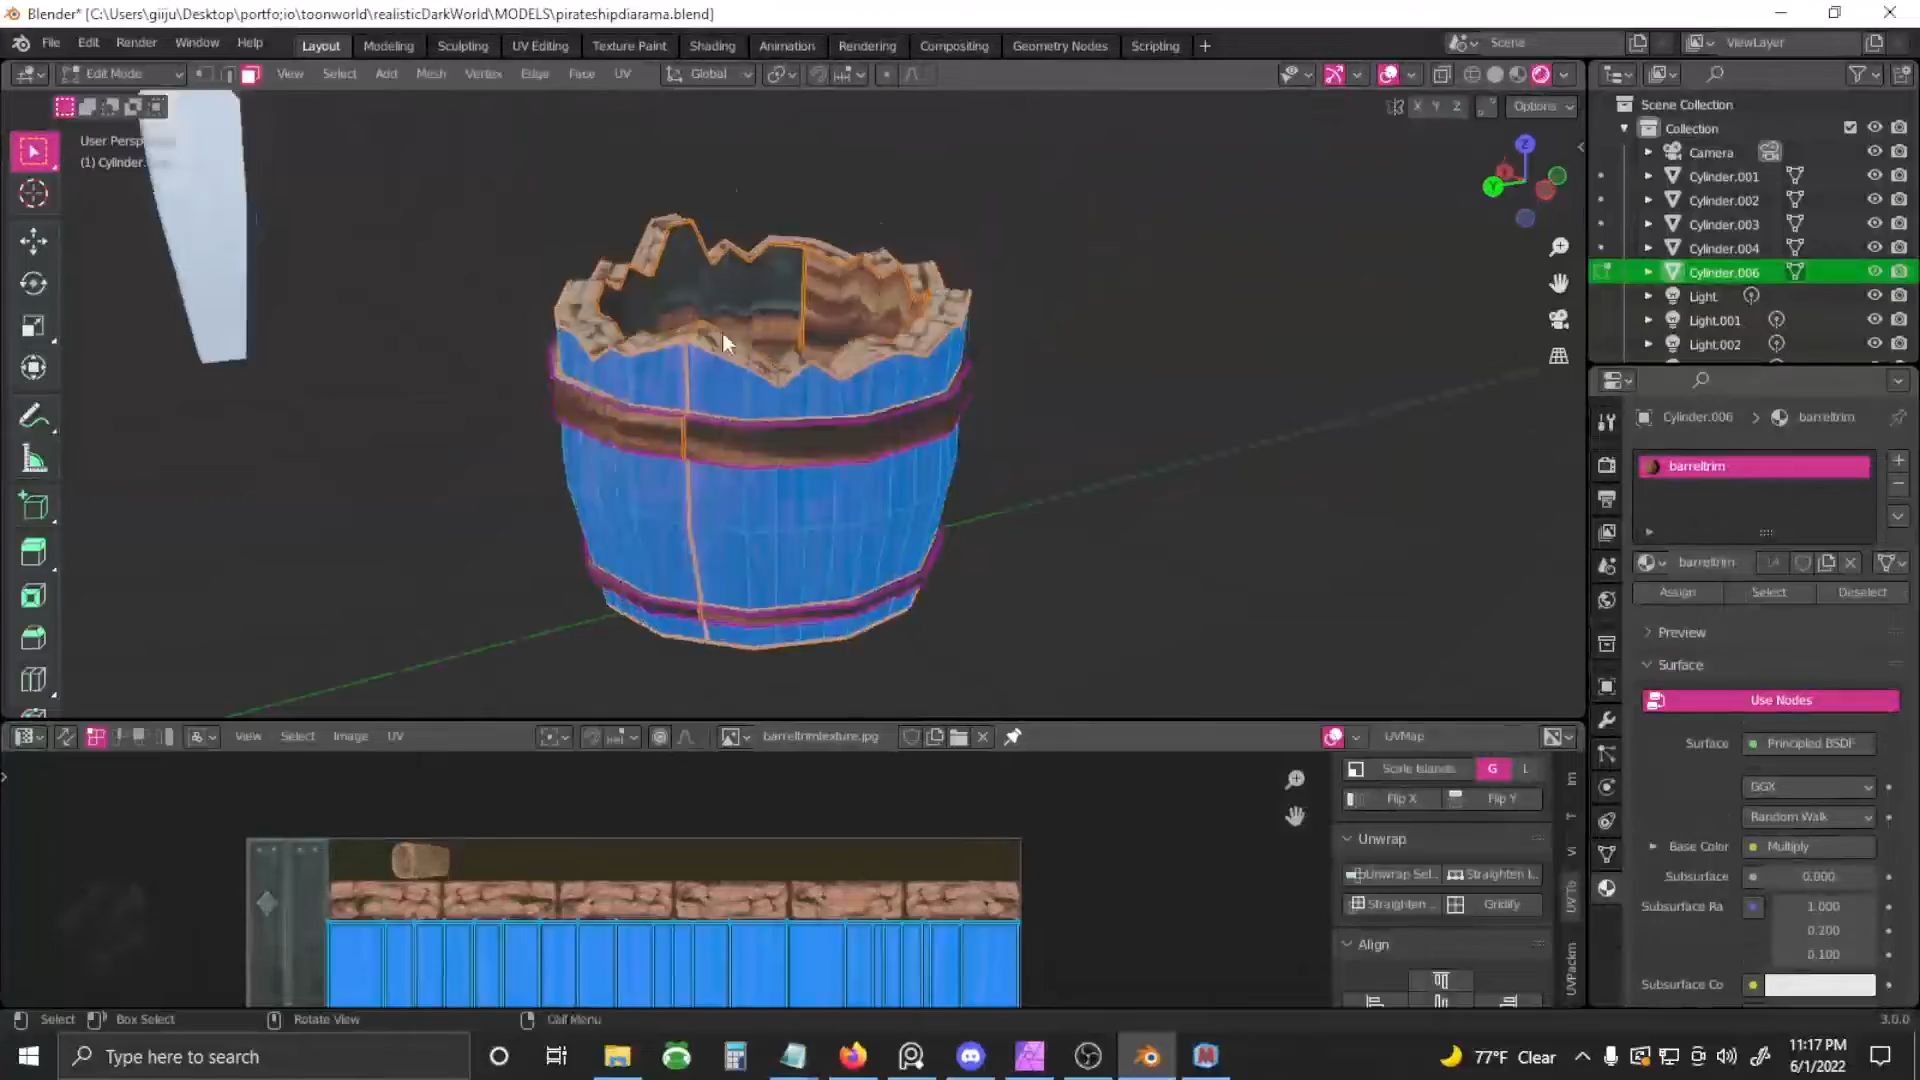 Blender* [C:\Users\giiju\Desktop\portfo;io\toonworld\realisticDarkWorld\MODELS\pirateshipdiarama.blend]
File Edit Render Window Help Layout Modeling Sculpting UV Editing Texture Paint Shading Animation Rendering Compositing Geometry Nodes Scripting + Scene ViewLayer
Edit Mode View Select Add Mesh Vertex Edge Face UV Global
X Y Z Options
Scene Collection
Collection
User Persp
(1) Cylinder.
Camera
Cylinder.001
Cylinder.002
Cylinder.003
Cylinder.004
Cylinder.006
Light
Light.001
Light.002
Z
Y
Cylinder.006 > barreltrim
barreltrim
barreltrim 14
Assign Select Deselect
Preview
Surface
Use Nodes
Surface Principled BSDF
GGX
Random Walk
Base Color Multiply
Subsurface 0.000
Subsurface Ra 1.000
0.200
0.100
Subsurface Co
View Select Image UV barreltrimtexture.jpg UVMap
Scale Islands G L
Flip X Flip Y
Unwrap
Unwrap Sel.. Straighten I..
Straighten .. Gridify
Align
Im
T
Vi
UVTo
UVPackm
Select Box Select Rotate View Call Menu 3.0.0
Type here to search
77°F Clear
11:17 PM
6/1/2022